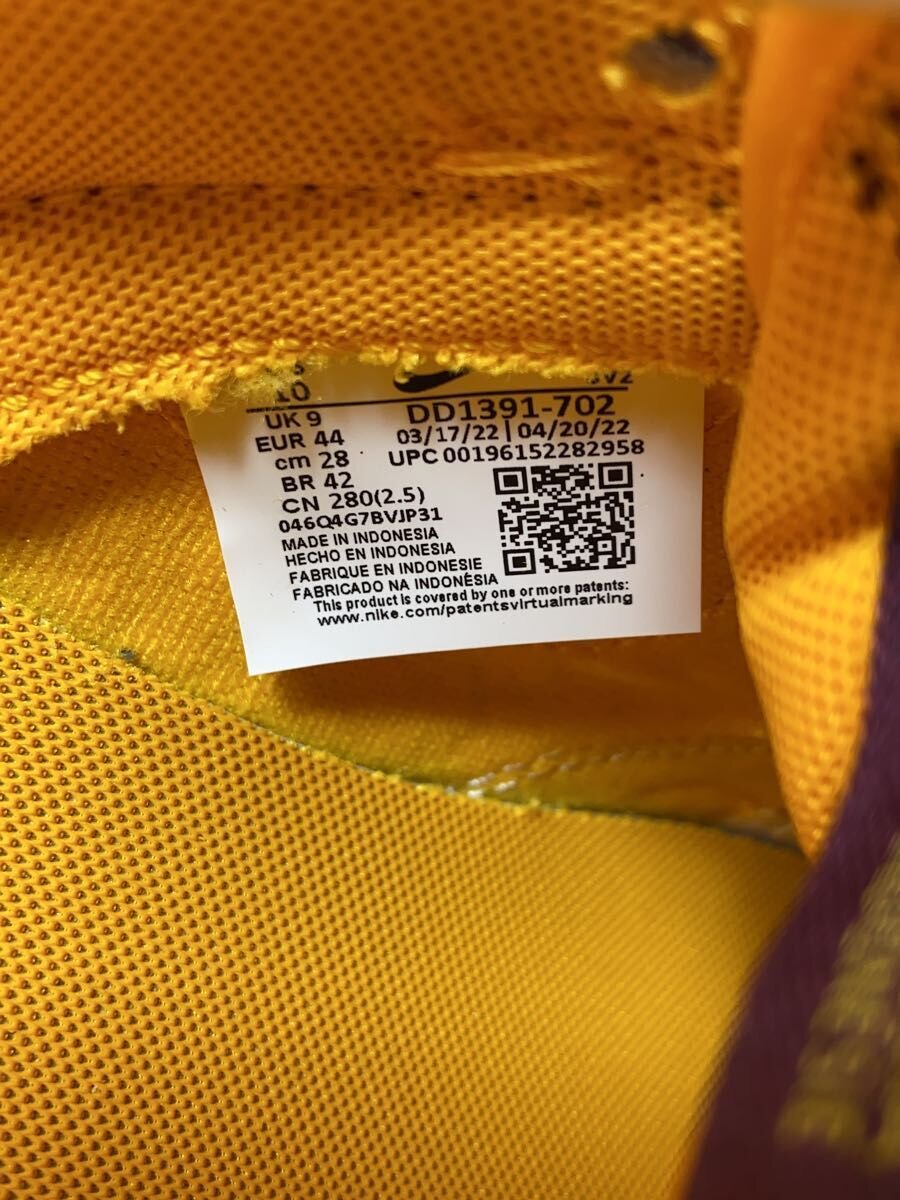 10
UK 9
EUR 44
cm 28
BR 42
CN 280(2.5)
DD1391-702
03/17/22 | 04/20/22
UPC 00196152282958
046Q4G7BVJP31
MADE IN INDONESIA
HECHO EN INDONESIA
FABRIQUE EN INDONESIE
FABRICADO NA INDONÉSIA
This product is covered by one or more patents:
www.nike.com/patentsvirtualmarking